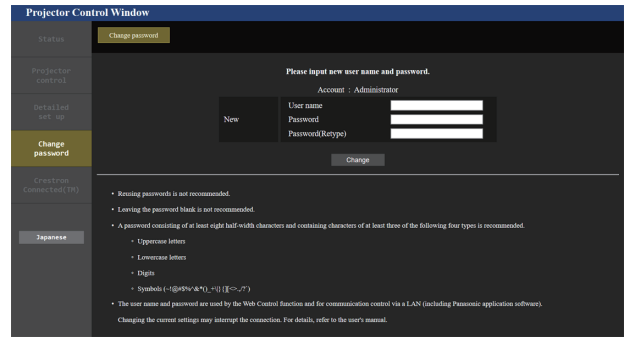 Projector Control Window
Status
Change password
Projector
control
Detailed
set up
Change
password
Crestron
Connected(TM)
Japanese
Please input new user name and password.
Account : Administrator
New
User name
Password
Password(Retype)
Change
• Reusing passwords is not recommended.
• Leaving the password blank is not recommended.
• A password consisting of at least eight half-width characters and containing characters of at least three of the following four types is recommended.
Uppercase letters
Lowercase letters
Digits
Symbols
• The user name and password are used by the Web Control function and for communication control via a LAN (including Panasonic application software).
Changing the current settings may interrupt the connection. For details, refer to the user's manual.